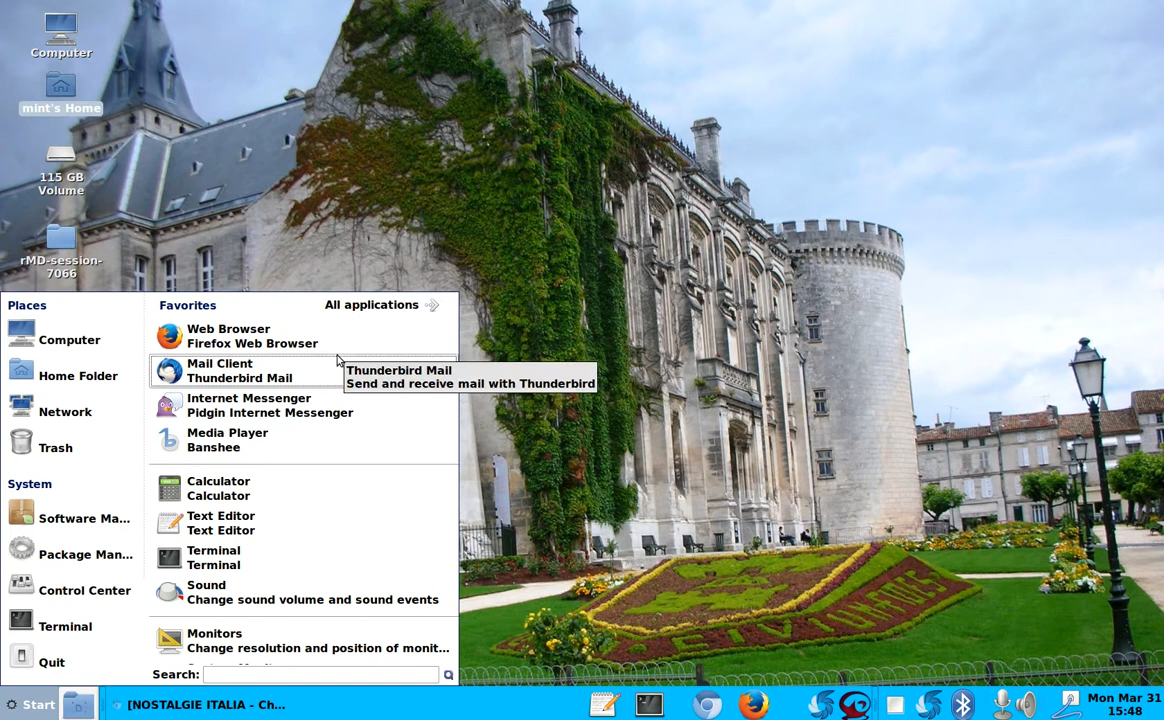 Computer
mint's Home
115 GB
Volume
rMD-session-
7066
Places
Computer
Home Folder
Network
Trash
System
Software Ma...
Package Man...
Control Center
Terminal
Quit
Favorites
All applications
Web Browser
Firefox Web Browser
Mail Client
Thunderbird Mail
Internet Messenger
Pidgin Internet Messenger
Media Player
Banshee
Calculator
Calculator
Text Editor
Text Editor
Terminal
Terminal
Sound
Change sound volume and sound events
Monitors
Change resolution and position of monit...
Search:
Thunderbird Mail
Send and receive mail with Thunderbird
Start
[NOSTALGIE ITALIA - Ch...
Mon Mar 31
15:48